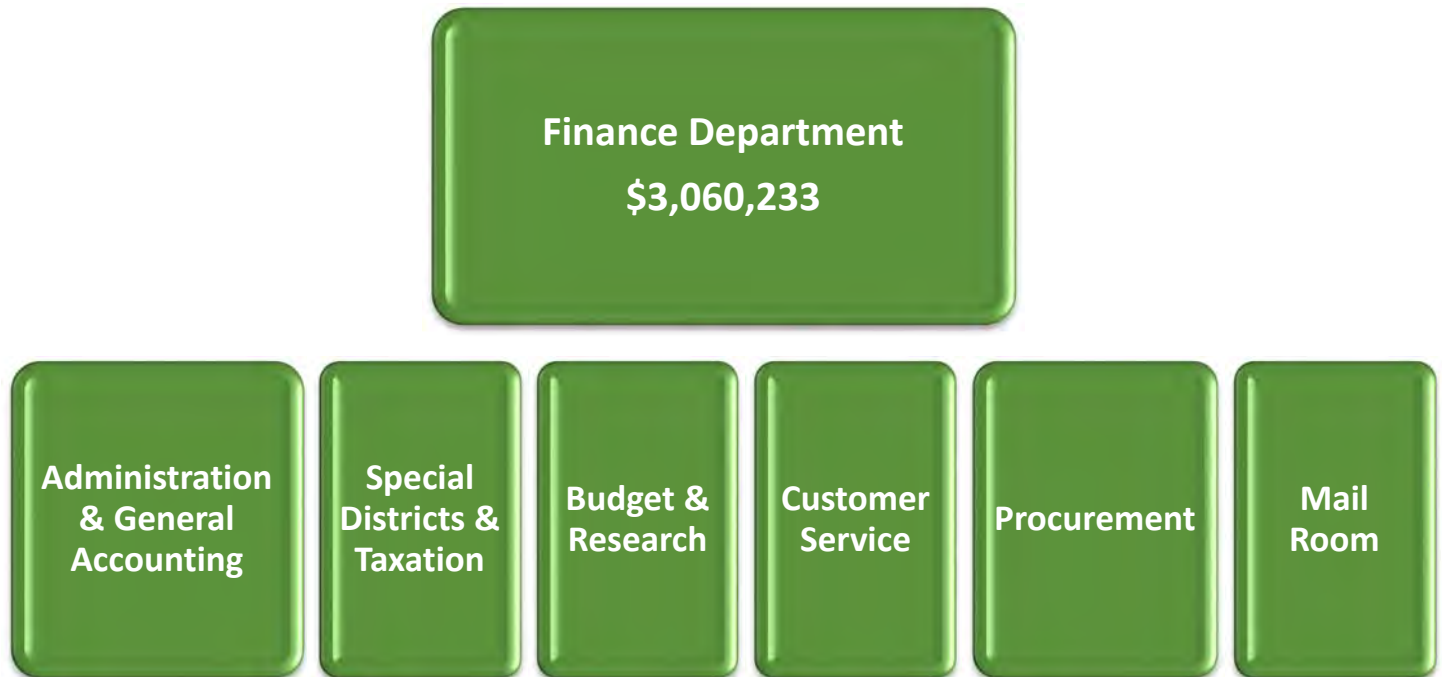 Finance Department
$3,060,233
Administration
& General
Accounting
Special
Districts &
Taxation
Budget &
Research
Customer
Service
Procurement
Mail
Room